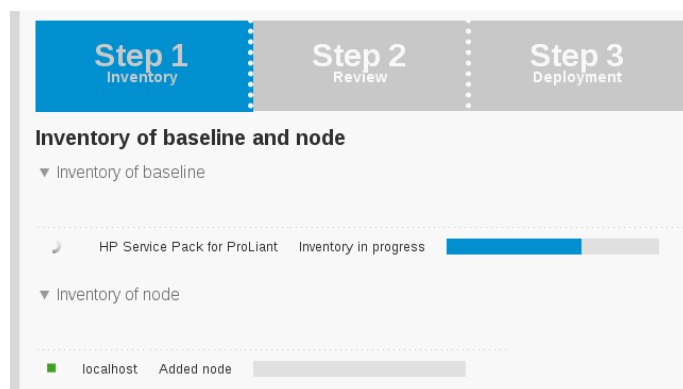 Step 1
Inventory
Step 2
Review
Step 3
Deployment
Inventory of baseline and node
Inventory of baseline
HP Service Pack for ProLiant Inventory in progress
Inventory of node
localhost Added node